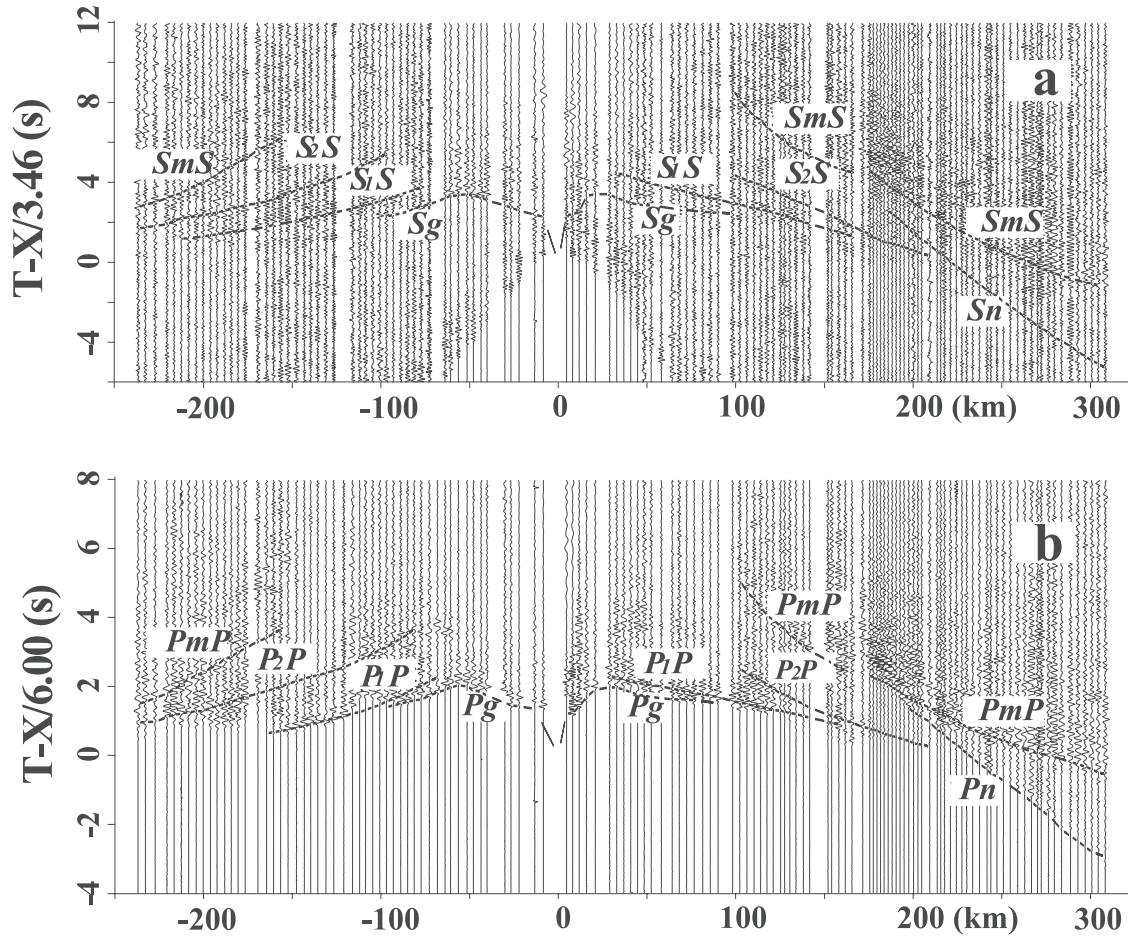 12
8
4
0
-4
T-X/3.46 (s)
a
SmS
S2S
SmS
S1S
S1S
S2S
SmS
Sg
Sg
Sn
-200
-100
0
100
200 (km)
300
8
6
4
2
0
-2
-4
T-X/6.00 (s)
b
PmP
PmP
P2P
P1P
P1P
P2P
Pg
Pg
PmP
Pn
-200
-100
0
100
200 (km)
300